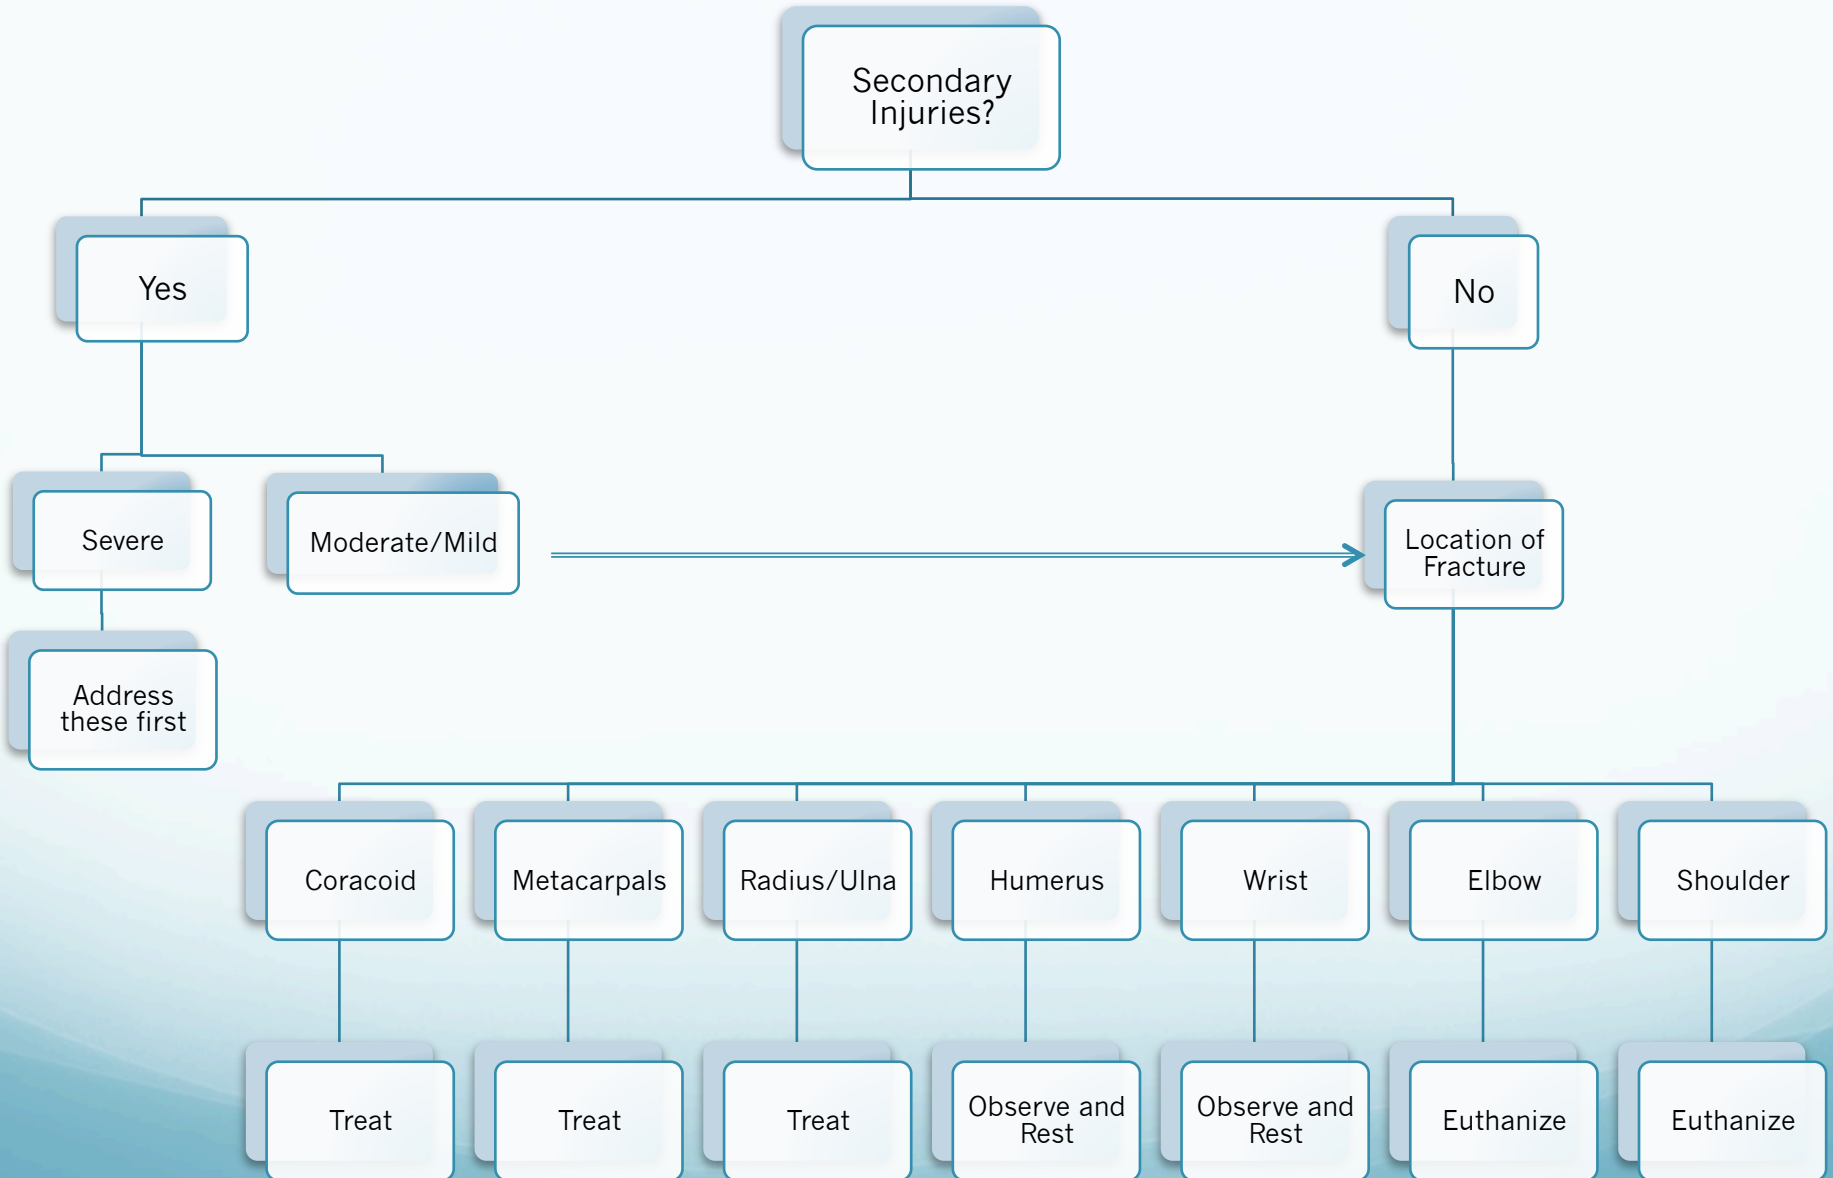 Secondary
Injuries?
Yes
No
Severe
Moderate/Mild
Location of
Fracture
Address
these first
Coracoid
Metacarpals
Radius/Ulna
Humerus
Wrist
Elbow
Shoulder
Treat
Treat
Treat
Observe and
Rest
Observe and
Rest
Euthanize
Euthanize